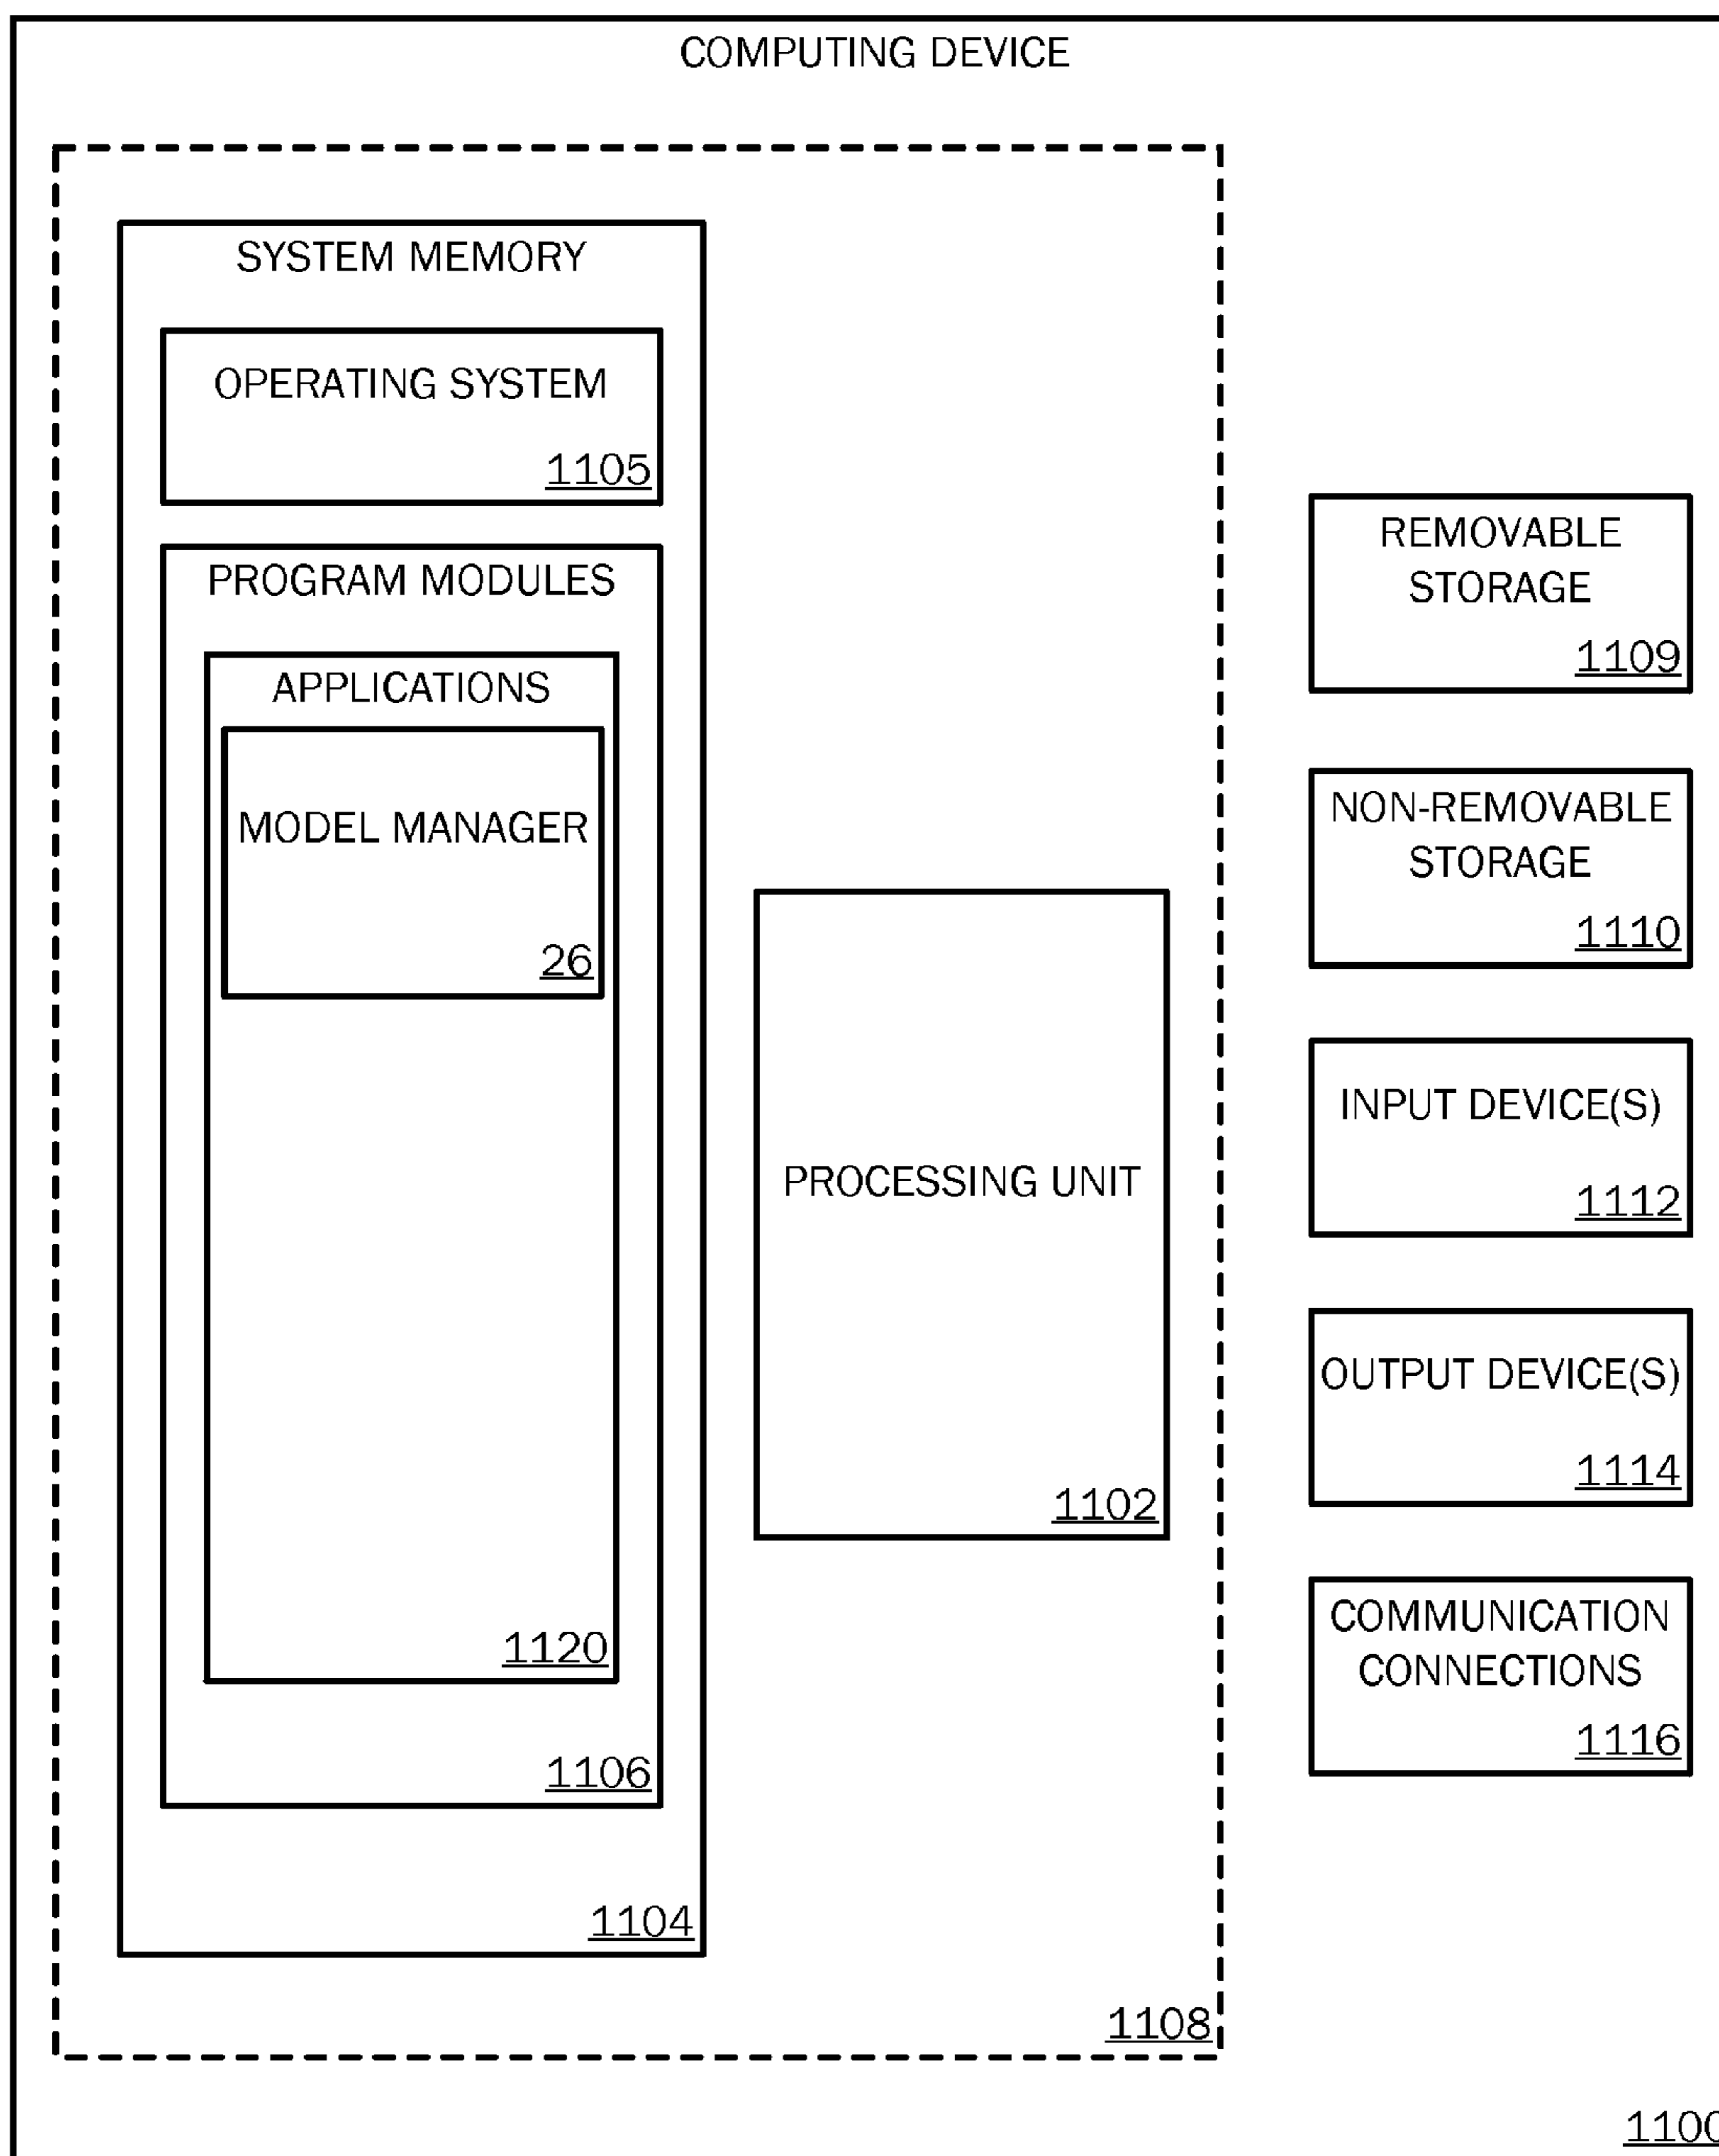 COMPUTING DEVICE
SYSTEM MEMORY
OPERATING SYSTEM
1105
PROGRAM MODULES
APPLICATIONS
MODEL MANAGER
26
1120
1106
1104
PROCESSING UNIT
1102
1108
REMOVABLE
STORAGE
1109
NON-REMOVABLE
STORAGE
1110
INPUT DEVICE(S)
1112
OUTPUT DEVICE(S)
1114
COMMUNICATION
CONNECTIONS
1116
1100